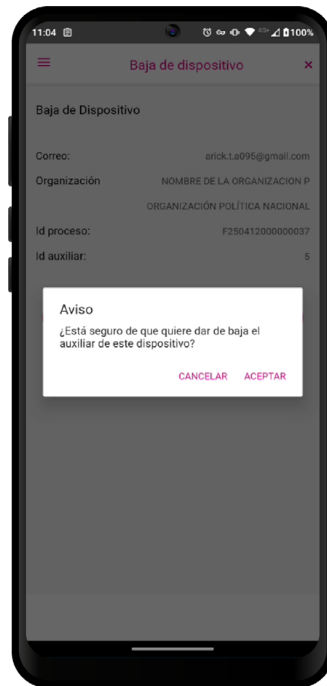 11:04
100%
Baja de dispositivo ×
Baja de Dispositivo
Correo: arick.t.a095@gmail.com
Organización NOMBRE DE LA ORGANIZACION P
ORGANIZACIÓN POLÍTICA NACIONAL
Id proceso: F250412000000037
Id auxiliar: 5
Aviso
¿Está seguro de que quiere dar de baja el
auxiliar de este dispositivo?
CANCELAR ACEPTAR